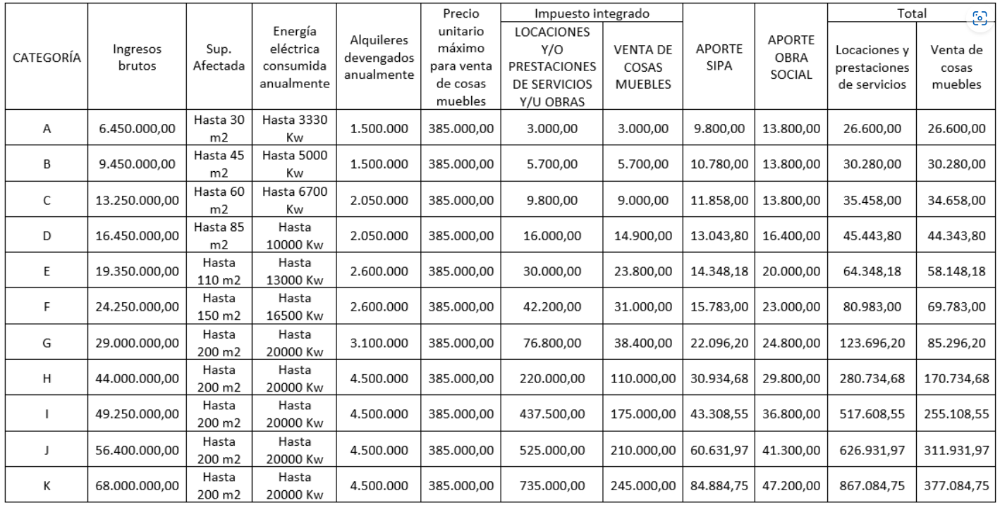 CATEGORÍA
Ingresos
brutos
Sup.
Afectada
Energía
eléctrica
consumida
anualmente
Alquileres
devengados
anualmente
Precio
unitario
máximo
para venta
de cosas
muebles
Impuesto integrado
LOCACIONES
Y/O
PRESTACIONES
DE SERVICIOS
Y/U OBRAS
VENTA DE
COSAS
MUEBLES
APORTE
SIPA
APORTE
OBRA
SOCIAL
Total
Locaciones y
prestaciones
de servicios
Venta de
cosas
muebles
A 6.450.000,00 Hasta 30 m2 Hasta 3330 Kw 1.500.000 385.000,00 3.000,00 3.000,00 9.800,00 13.800,00 26.600,00 26.600,00
B 9.450.000,00 Hasta 45 m2 Hasta 5000 Kw 1.500.000 385.000,00 5.700,00 5.700,00 10.780,00 13.800,00 30.280,00 30.280,00
C 13.250.000,00 Hasta 60 m2 Hasta 6700 Kw 2.050.000 385.000,00 9.800,00 9.000,00 11.858,00 13.800,00 35.458,00 34.658,00
D 16.450.000,00 Hasta 85 m2 Hasta 10000 Kw 2.050.000 385.000,00 16.000,00 14.900,00 13.043,80 16.400,00 45.443,80 44.343,80
E 19.350.000,00 Hasta 110 m2 Hasta 13000 Kw 2.600.000 385.000,00 30.000,00 23.800,00 14.348,18 20.000,00 64.348,18 58.148,18
F 24.250.000,00 Hasta 150 m2 Hasta 16500 Kw 2.600.000 385.000,00 42.200,00 31.000,00 15.783,00 23.000,00 80.983,00 69.783,00
G 29.000.000,00 Hasta 200 m2 Hasta 20000 Kw 3.100.000 385.000,00 76.800,00 38.400,00 22.096,20 24.800,00 123.696,20 85.296,20
H 44.000.000,00 Hasta 200 m2 Hasta 20000 Kw 4.500.000 385.000,00 220.000,00 110.000,00 30.934,68 29.800,00 280.734,68 170.734,68
I 49.250.000,00 Hasta 200 m2 Hasta 20000 Kw 4.500.000 385.000,00 437.500,00 175.000,00 43.308,55 36.800,00 517.608,55 255.108,55
J 56.400.000,00 Hasta 200 m2 Hasta 20000 Kw 4.500.000 385.000,00 525.000,00 210.000,00 60.631,97 41.300,00 626.931,97 311.931,97
K 68.000.000,00 Hasta 200 m2 Hasta 20000 Kw 4.500.000 385.000,00 735.000,00 245.000,00 84.884,75 47.200,00 867.084,75 377.084,75